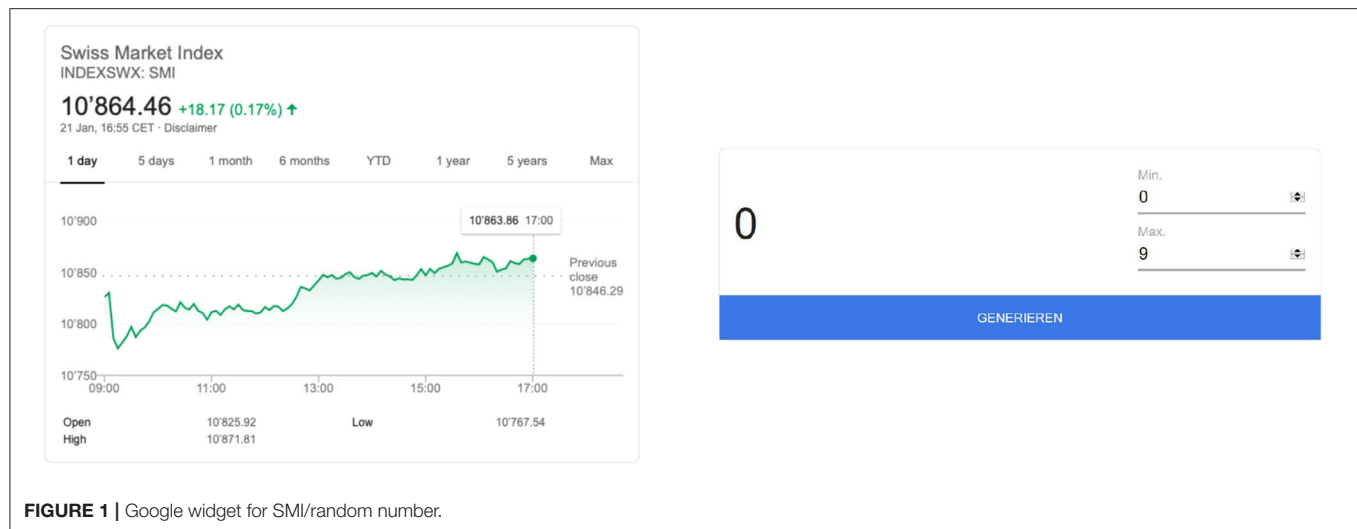 Swiss Market Index
INDEXSWX: SMI
10'864.46 +18.17 (0.17%) ↑
21 Jan, 16:55 CET · Disclaimer
1 day 5 days 1 month 6 months YTD 1 year 5 years Max
10'900
10'863.86 17:00
10'850
Previous
close
10'846.29
10'800
10'750
09:00 11:00 13:00 15:00 17:00
Open 10'825.92 Low 10'767.54
High 10'871.81
0
Min.
0
Max.
9
GENERIEREN
FIGURE 1 | Google widget for SMI/random number.